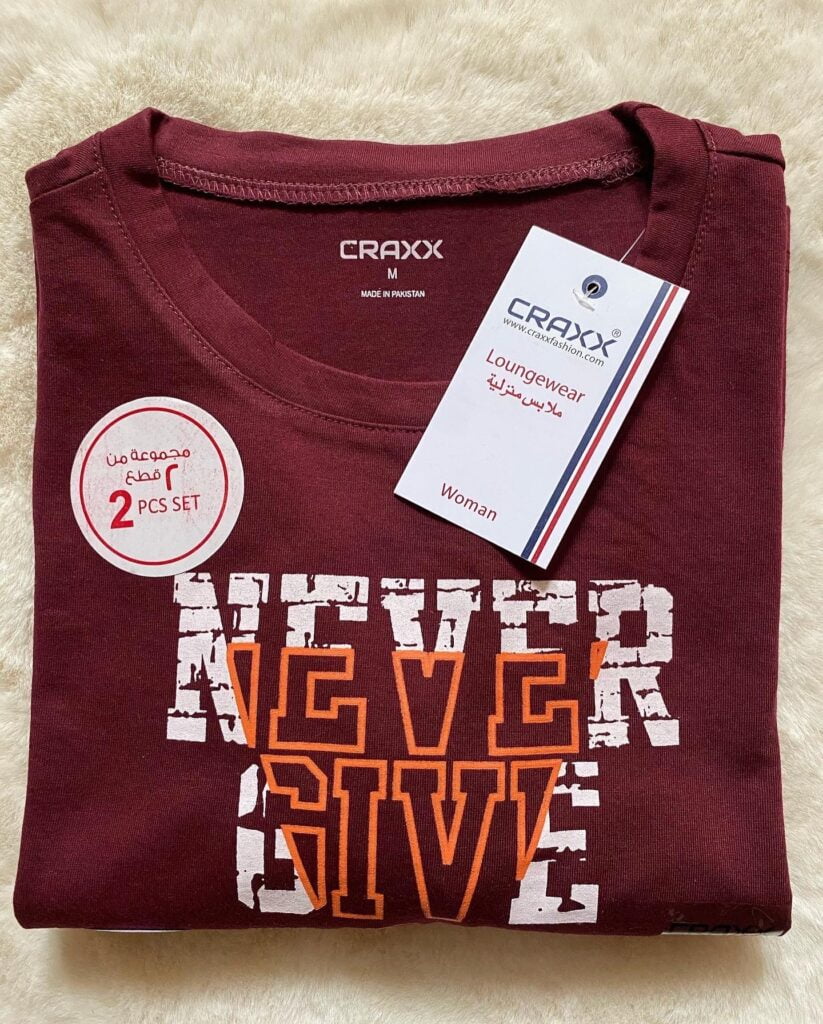 CRAXX
M
MADE IN PAKISTAN
CRAXX®
www.craxxfashion.com
Loungewear
ملابس منزلية
Woman
مجموعة من
٢ قطع
2 PCS SET
NEVER
GIVE
CRAXX